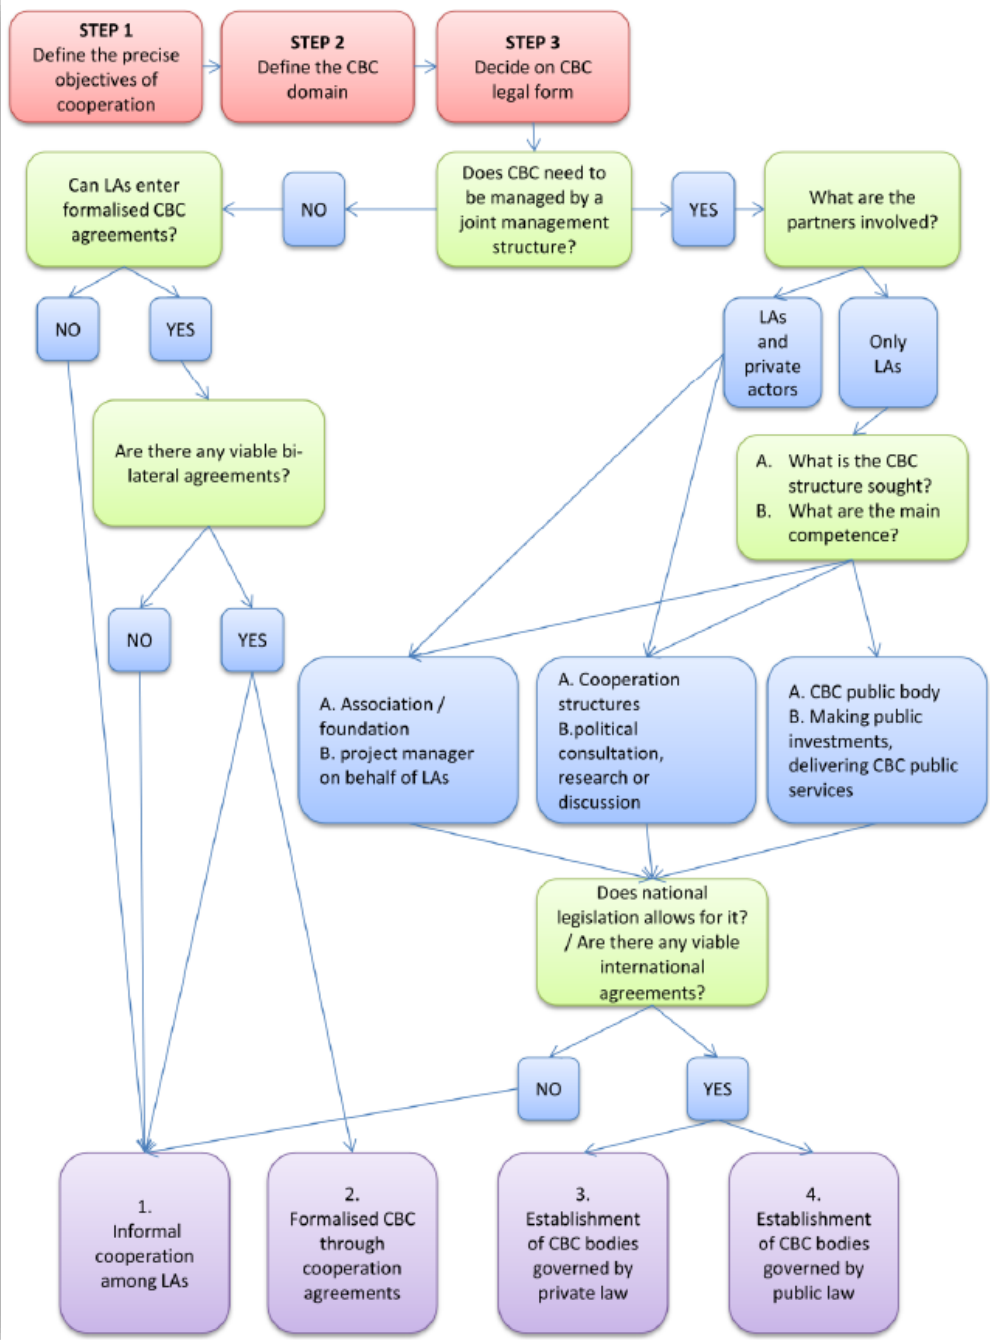 STEP 1
Define the precise
objectives of
cooperation
STEP 2
Define the CBC
domain
STEP 3
Decide on CBC
legal form
Can LAs enter
formalised CBC
agreements?
NO
Does CBC need to
be managed by a
joint management
structure?
YES
What are the
partners involved?
NO
YES
LAs
and
private
actors
Only
LAs
Are there any viable bi-
lateral agreements?
A. What is the CBC
structure sought?
B. What are the main
competence?
NO
YES
A. Association /
foundation
B. project manager
on behalf of LAs
A. Cooperation
structures
B.political
consultation,
research or
discussion
A. CBC public body
B. Making public
investments,
delivering CBC public
services
Does national
legislation allows for it?
/ Are there any viable
international
agreements?
NO
YES
1.
Informal
cooperation
among LAs
2.
Formalised CBC
through
cooperation
agreements
3.
Establishment
of CBC bodies
governed by
private law
4.
Establishment
of CBC bodies
governed by
public law